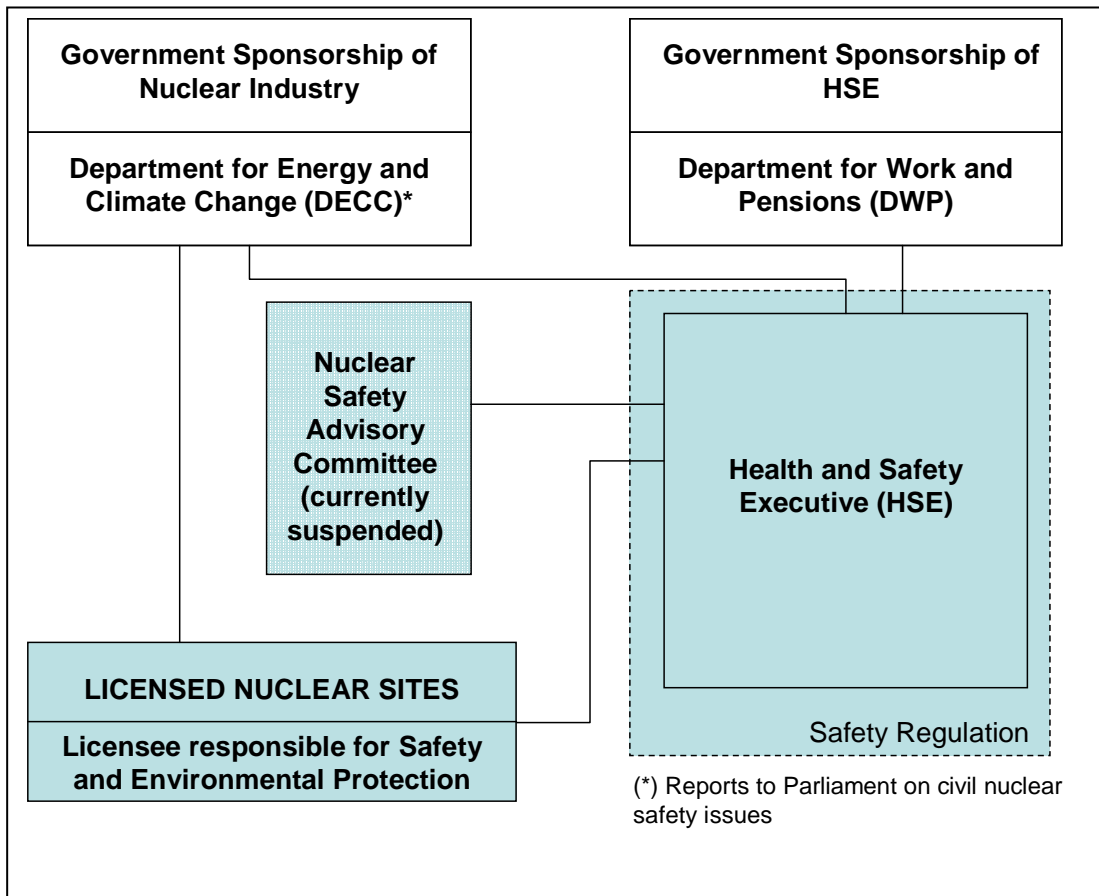 Government Sponsorship of
Nuclear Industry
Department for Energy and
Climate Change (DECC)*
Government Sponsorship of
HSE
Department for Work and
Pensions (DWP)
Nuclear
Safety
Advisory
Committee
(currently
suspended)
Health and Safety
Executive (HSE)
Safety Regulation
LICENSED NUCLEAR SITES
Licensee responsible for Safety
and Environmental Protection
(*) Reports to Parliament on civil nuclear
safety issues